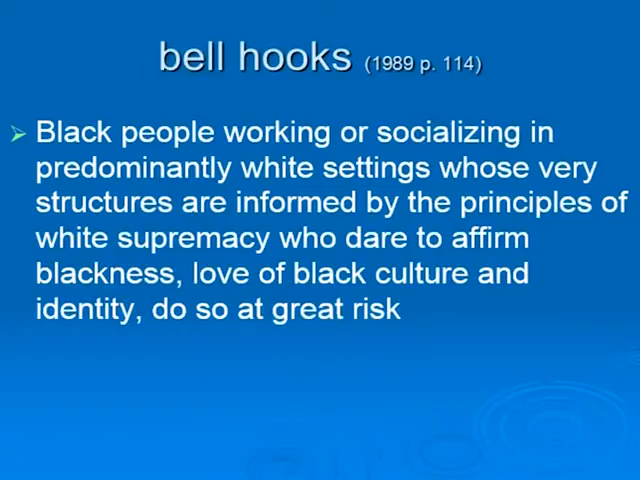 bell hooks (1989 p. 114)
Black people working or socializing in
predominantly white settings whose very
structures are informed by the principles of
white supremacy who dare to affirm
blackness, love of black culture and
identity, do so at great risk